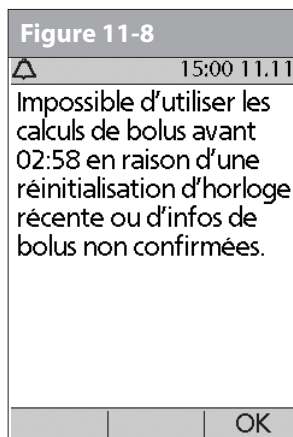 Figure 11-8
15:00 11.11
Impossible d’utiliser les
calculs de bolus avant
02:58 en raison d’une
réinitialisation d’horloge
récente ou d’infos de
bolus non confirmées.
OK